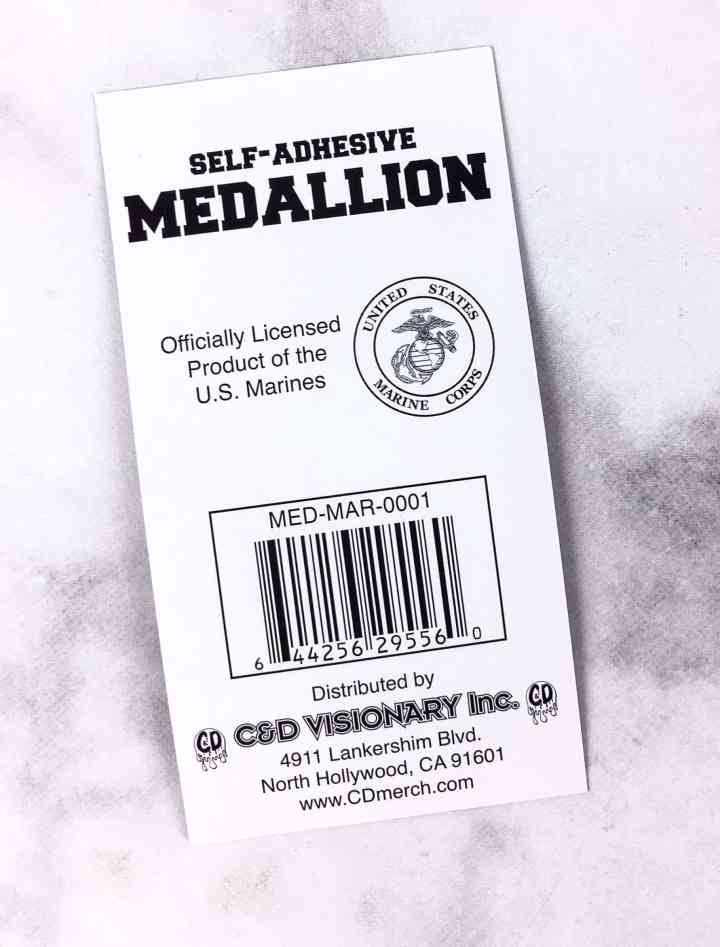 SELF-ADHESIVE
MEDALLION
Officially Licensed
Product of the
U.S. Marines
UNITED STATES
MARINE CORPS
MED-MAR-0001
6 44256 29556 0
Distributed by
CD C&D VISIONARY Inc. CD
4911 Lankershim Blvd.
North Hollywood, CA 91601
www.CDmerch.com